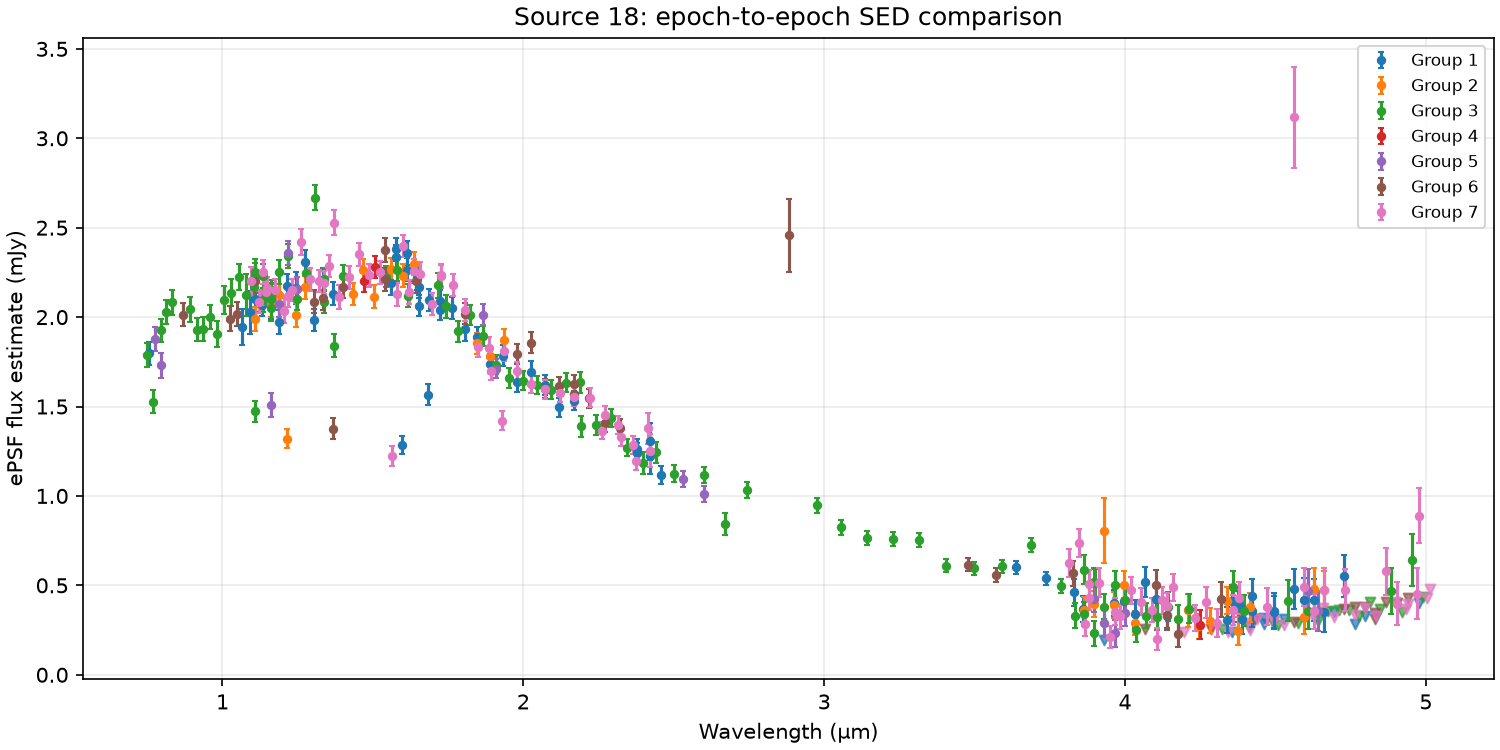 Source 18: epoch-to-epoch SED comparison
ePSF flux estimate (mJy)
3.5
3.0
2.5
2.0
1.5
1.0
0.5
0.0
Group 1
Group 2
Group 3
Group 4
Group 5
Group 6
Group 7
1
2
3
4
5
Wavelength (μm)